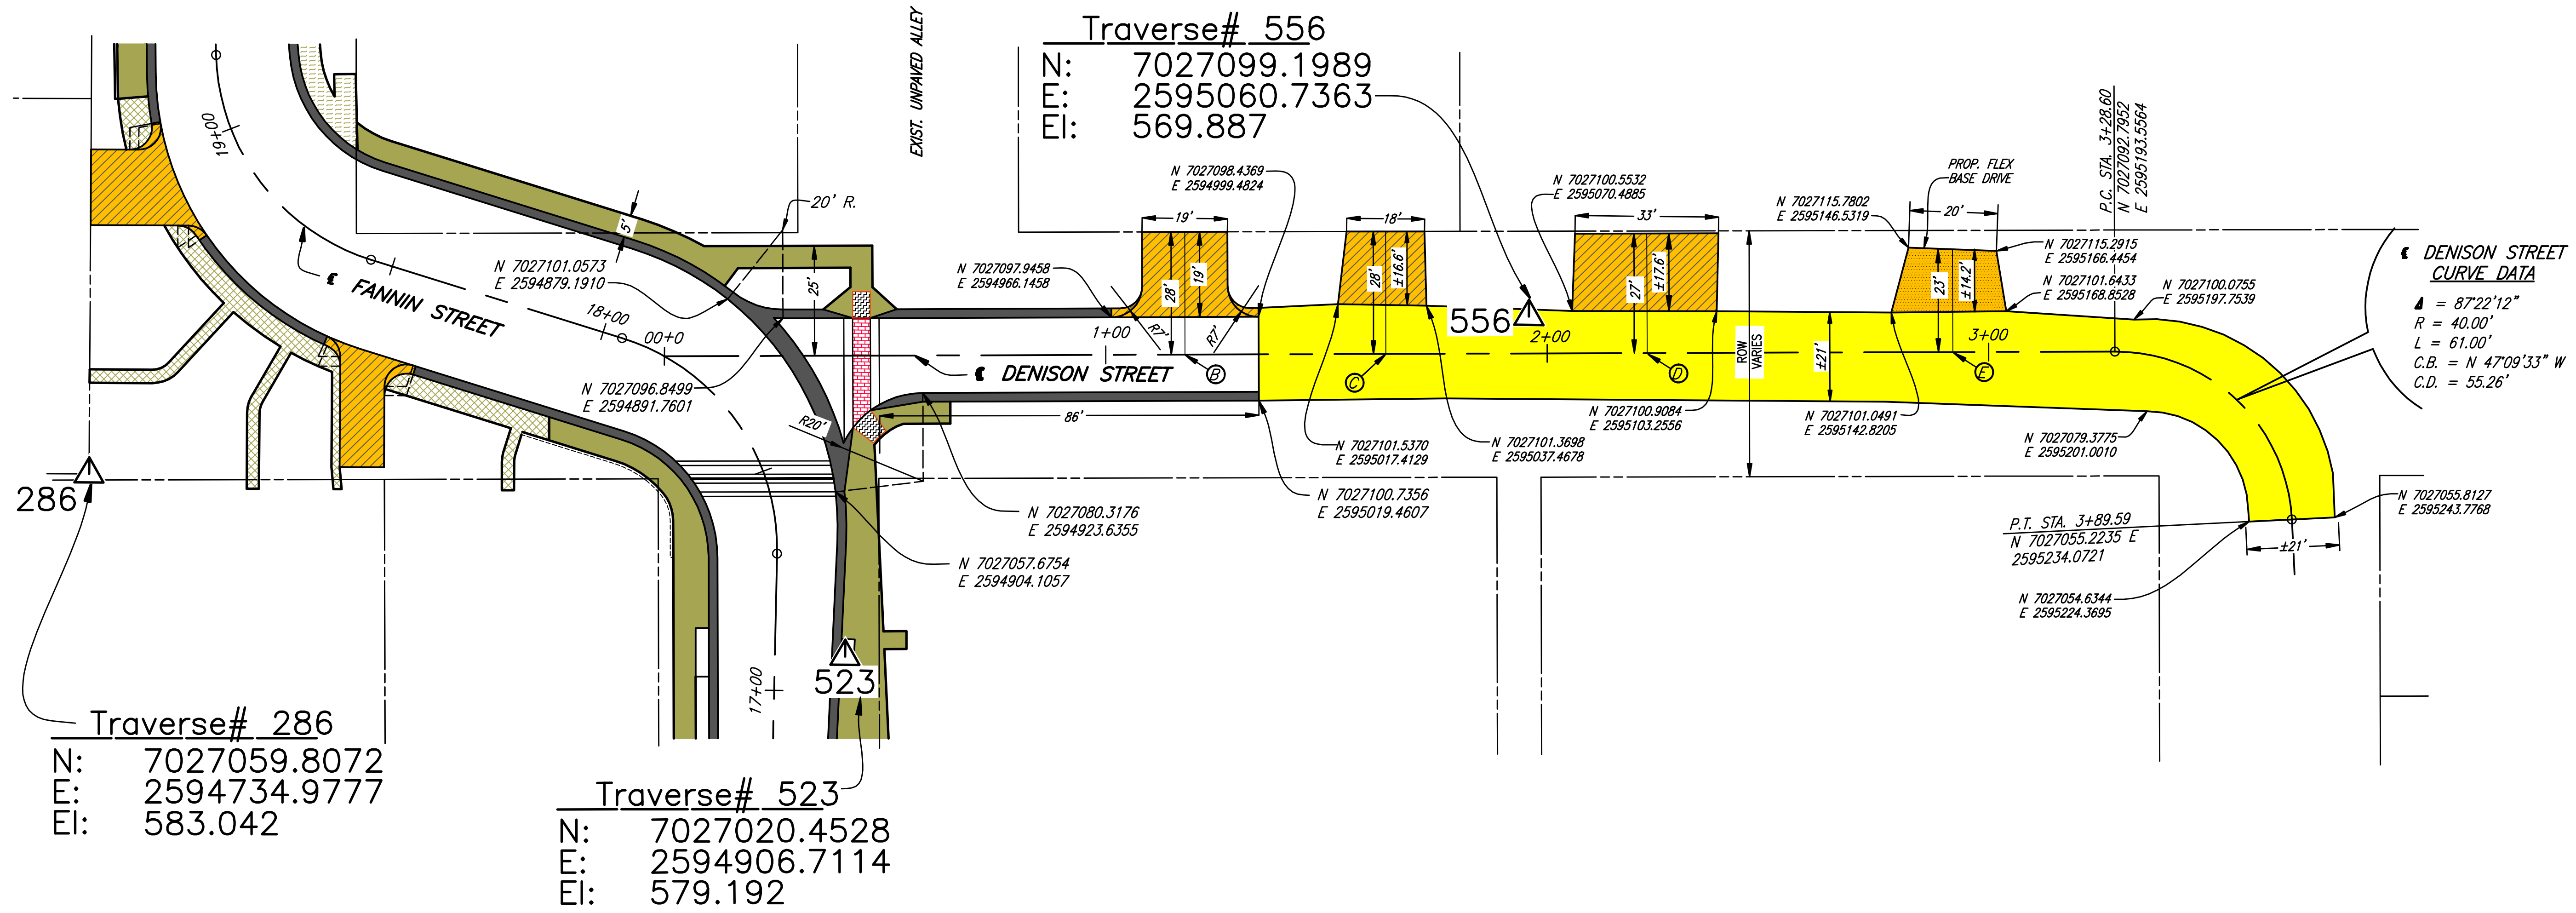 Traverse# 556
N: 7027099.1989
E: 2595060.7363
El: 569.887
EXIST. UNPAVED ALLEY
19+00
℄ FANNIN STREET
18+00
5'
20' R.
25'
N 7027101.0573
E 2594879.1910
00+0
N 7027096.8499
E 2594891.7601
℄ DENISON STREET
R20'
86'
17+00
N 7027097.9458
E 2594966.1458
N 7027098.4369
E 2594999.4824
19'
28'
19'
R7'
R7'
1+00
B
18'
28'
±16.6'
C
556
2+00
N 7027100.5532
E 2595070.4885
33'
27'
±17.6'
D
ROW
VARIES
±21'
N 7027115.7802
E 2595146.5319
PROP. FLEX
BASE DRIVE
20'
23'
±14.2'
3+00
E
N 7027115.2915
E 2595166.4454
N 7027101.6433
E 2595168.8528
P.C. STA. 3+28.60
N 7027092.7952
E 2595193.5564
N 7027100.0755
E 2595197.7539
℄ DENISON STREET
CURVE DATA
Δ = 87°22'12"
R = 40.00'
L = 61.00'
C.B. = N 47°09'33" W
C.D. = 55.26'
N 7027100.9084
E 2595103.2556
N 7027101.0491
E 2595142.8205
N 7027101.5370
E 2595017.4129
N 7027101.3698
E 2595037.4678
N 7027079.3775
E 2595201.0010
N 7027100.7356
E 2595019.4607
N 7027080.3176
E 2594923.6355
N 7027057.6754
E 2594904.1057
P.T. STA. 3+89.59
N 7027055.2235 E
2595234.0721
±21'
N 7027055.8127
E 2595243.7768
N 7027054.6344
E 2595224.3695
286
523
Traverse# 286
N: 7027059.8072
E: 2594734.9777
El: 583.042
Traverse# 523
N: 7027020.4528
E: 2594906.7114
El: 579.192